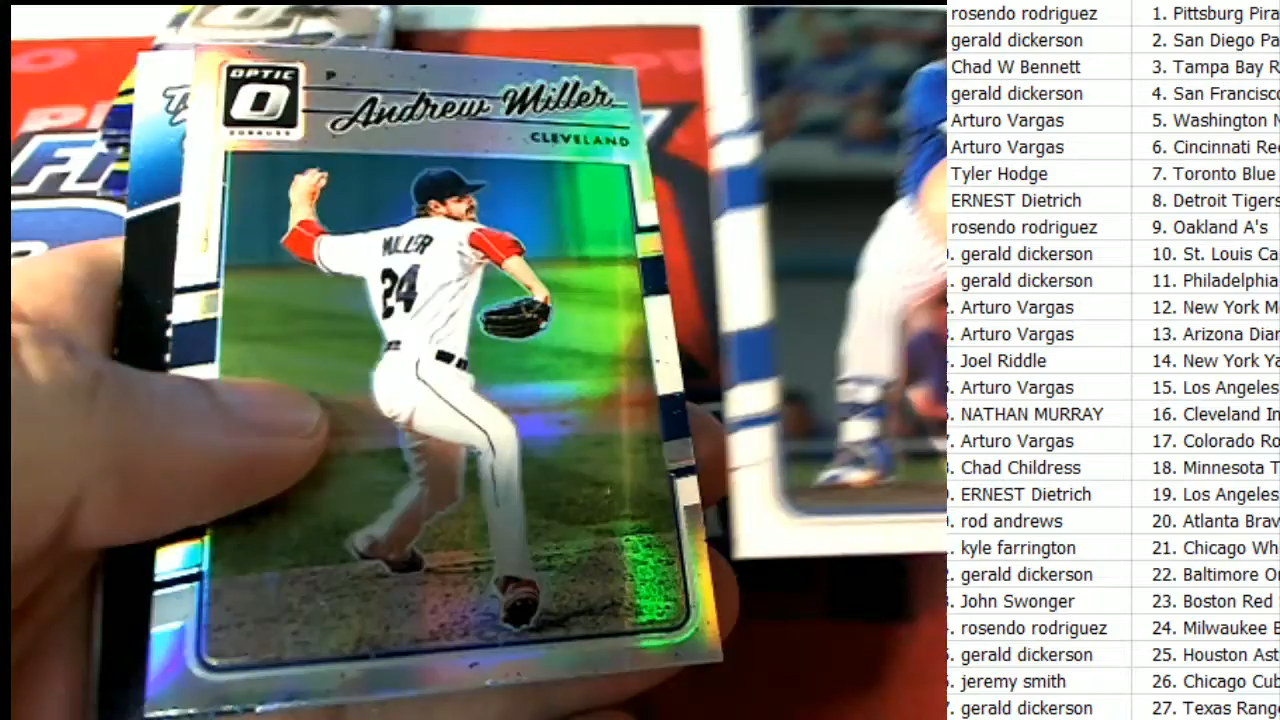 OPTIC
O
DONRUSS
P
Andrew Miller
CLEVELAND
MILLER
24
rosendo rodriguez 1. Pittsburg Pira
gerald dickerson 2. San Diego Pa
Chad W Bennett 3. Tampa Bay R
gerald dickerson 4. San Francisco
Arturo Vargas 5. Washington N
Arturo Vargas 6. Cincinnati Re
Tyler Hodge 7. Toronto Blue
ERNEST Dietrich 8. Detroit Tigers
rosendo rodriguez 9. Oakland A's
. gerald dickerson 10. St. Louis Ca
. gerald dickerson 11. Philadelphia
. Arturo Vargas 12. New York M
. Arturo Vargas 13. Arizona Dia
. Joel Riddle 14. New York Ya
. Arturo Vargas 15. Los Angeles
. NATHAN MURRAY 16. Cleveland In
. Arturo Vargas 17. Colorado Ro
. Chad Childress 18. Minnesota T
. ERNEST Dietrich 19. Los Angeles
. rod andrews 20. Atlanta Brav
. kyle farrington 21. Chicago Wh
. gerald dickerson 22. Baltimore O
. John Swonger 23. Boston Red
. rosendo rodriguez 24. Milwaukee B
. gerald dickerson 25. Houston Ast
. jeremy smith 26. Chicago Cub
. gerald dickerson 27. Texas Range